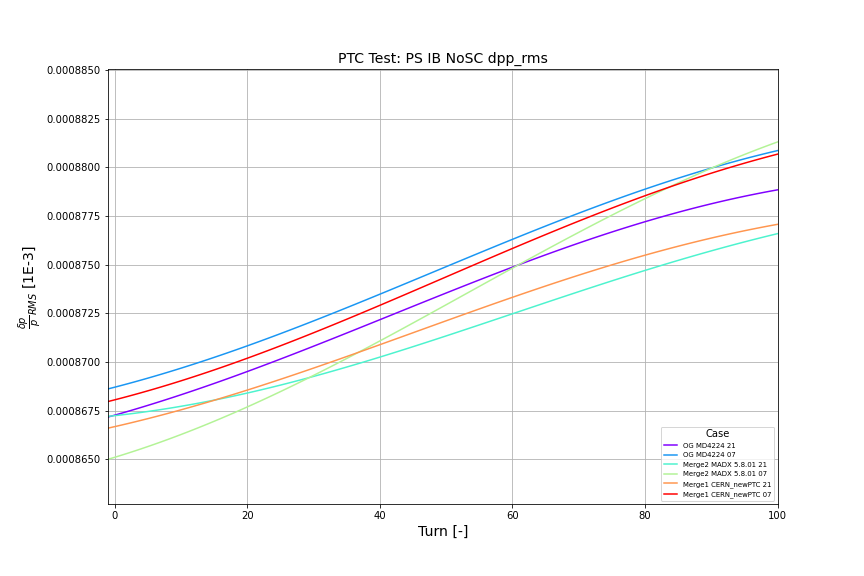 PTC Test: PS IB NoSC dpp_rms
0.0008850
0.0008825
0.0008800
0.0008775
0.0008750
0.0008725
0.0008700
0.0008675
0.0008650
δp/p RMS [1E-3]
0 20 40 60 80 100
Turn [-]
Case
OG MD4224 21
OG MD4224 07
Merge2 MADX 5.8.01 21
Merge2 MADX 5.8.01 07
Merge1 CERN_newPTC 21
Merge1 CERN_newPTC 07